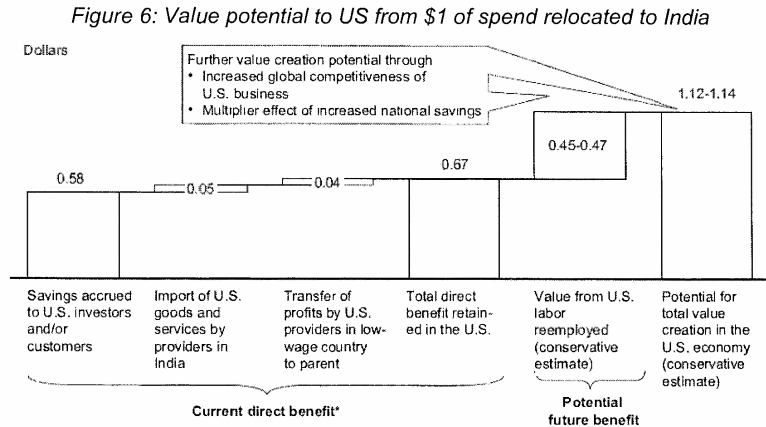 Figure 6: Value potential to US from $1 of spend relocated to India
Dollars
Further value creation potential through
• Increased global competitiveness of
U.S. business
• Multiplier effect of increased national savings
1.12-1.14
0.45-0.47
0.67
0.58
0.05
0.04
Savings accrued
to U.S. investors
and/or
customers
Import of U.S.
goods and
services by
providers in
India
Transfer of
profits by U.S.
providers in low-
wage country
to parent
Total direct
benefit retain-
ed in the U.S.
Value from U.S.
labor
reemployed
(conservative
estimate)
Potential for
total value
creation in the
U.S. economy
(conservative
estimate)
Current direct benefit*
Potential
future benefit